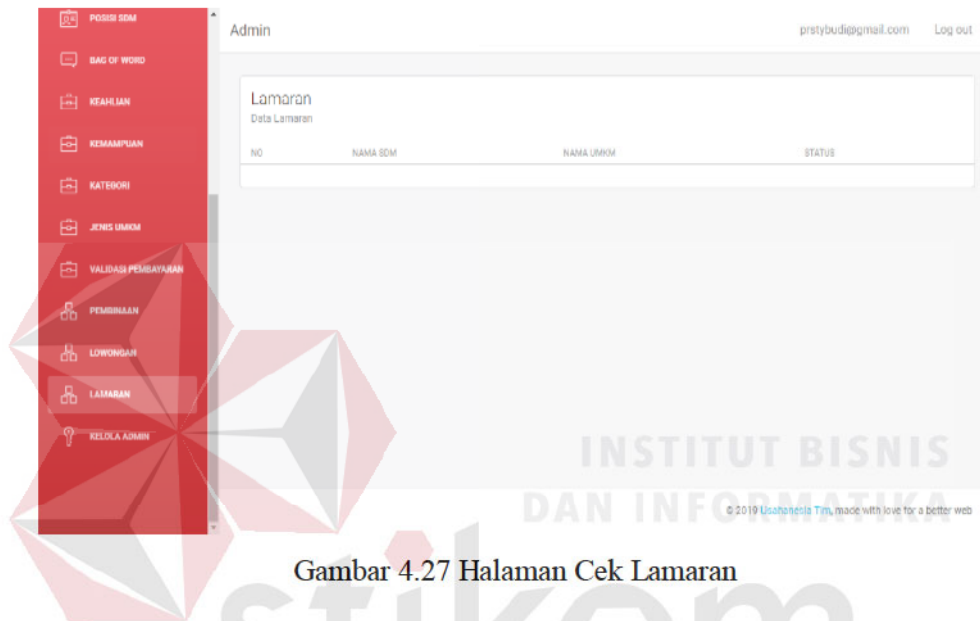 POSISI SDM
BAG OF WORD
KEAHLIAN
KEMAMPUAN
KATEGORI
JENIS UMKM
VALIDASI PEMBAYARAN
PEMBINAAN
LOWONGAN
LAMARAN
KELOLA ADMIN
Admin
prstybudi@pgmail.com Log out
Lamaran
Data Lamaran
NO NAMA SDM NAMA UMKM STATUS
INSTITUT BISNIS
DAN INFORMATIKA
© 2019 Usahanesia Tim, made with love for a better web
Gambar 4.27 Halaman Cek Lamaran
stikom